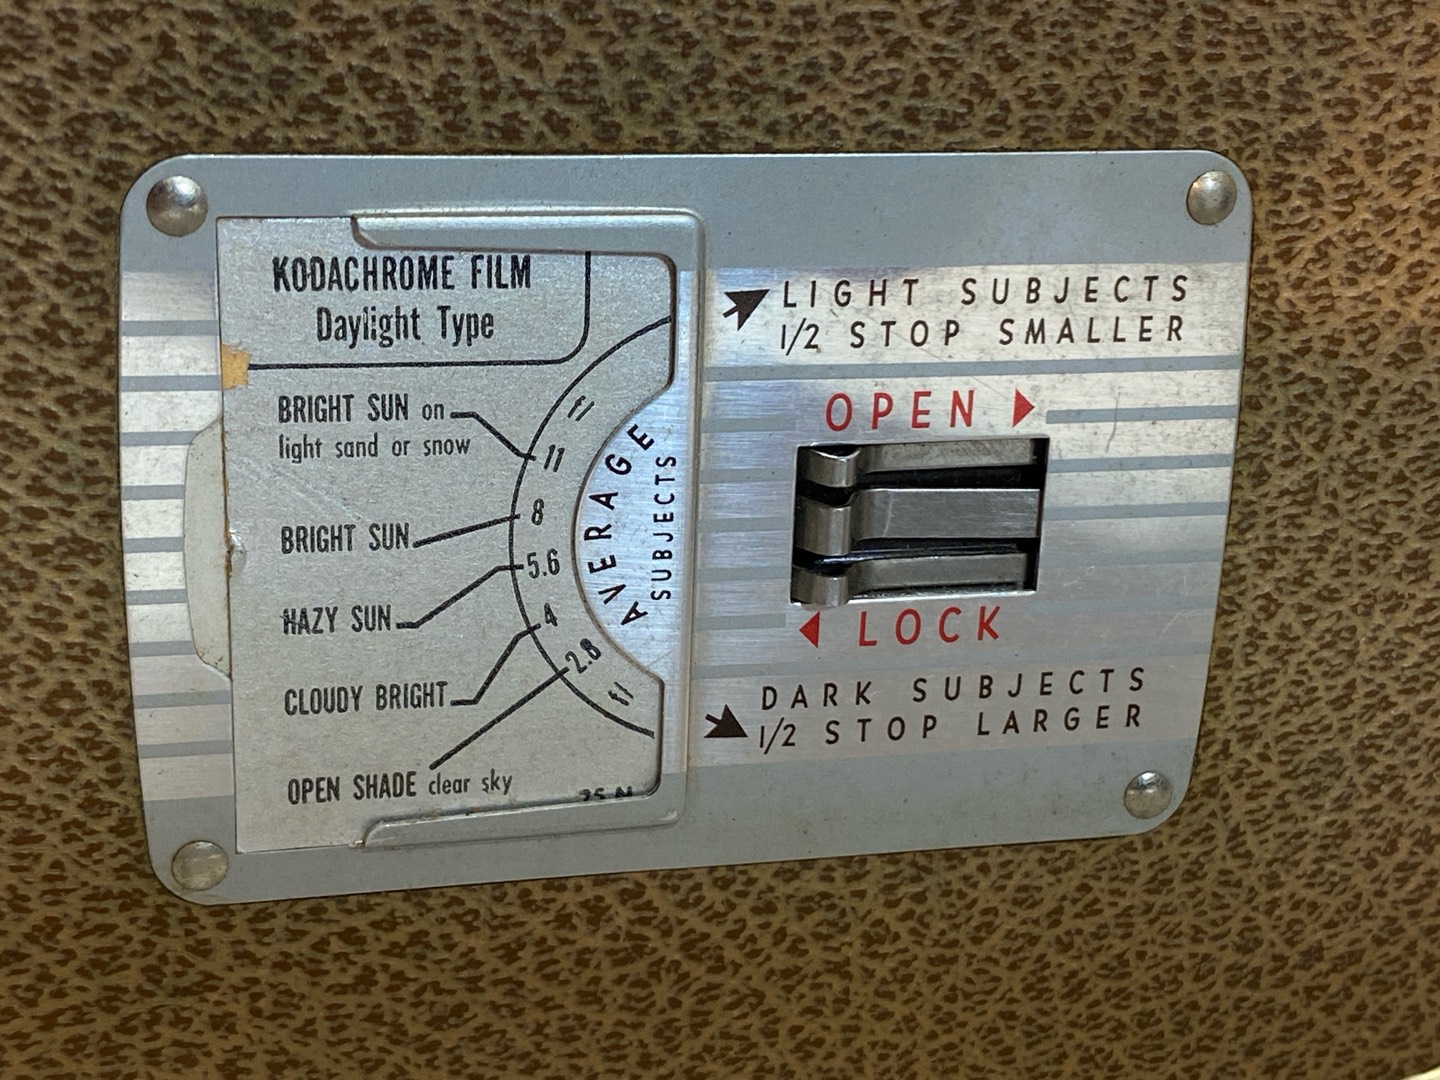 KODACHROME FILM
Daylight Type
BRIGHT SUN on
light sand or snow
BRIGHT SUN
HAZY SUN
CLOUDY BRIGHT
OPEN SHADE clear sky
f/
11
8
5.6
4
2.8
f/
AVERAGE
SUBJECTS
LIGHT SUBJECTS
1/2 STOP SMALLER
OPEN
LOCK
DARK SUBJECTS
1/2 STOP LARGER